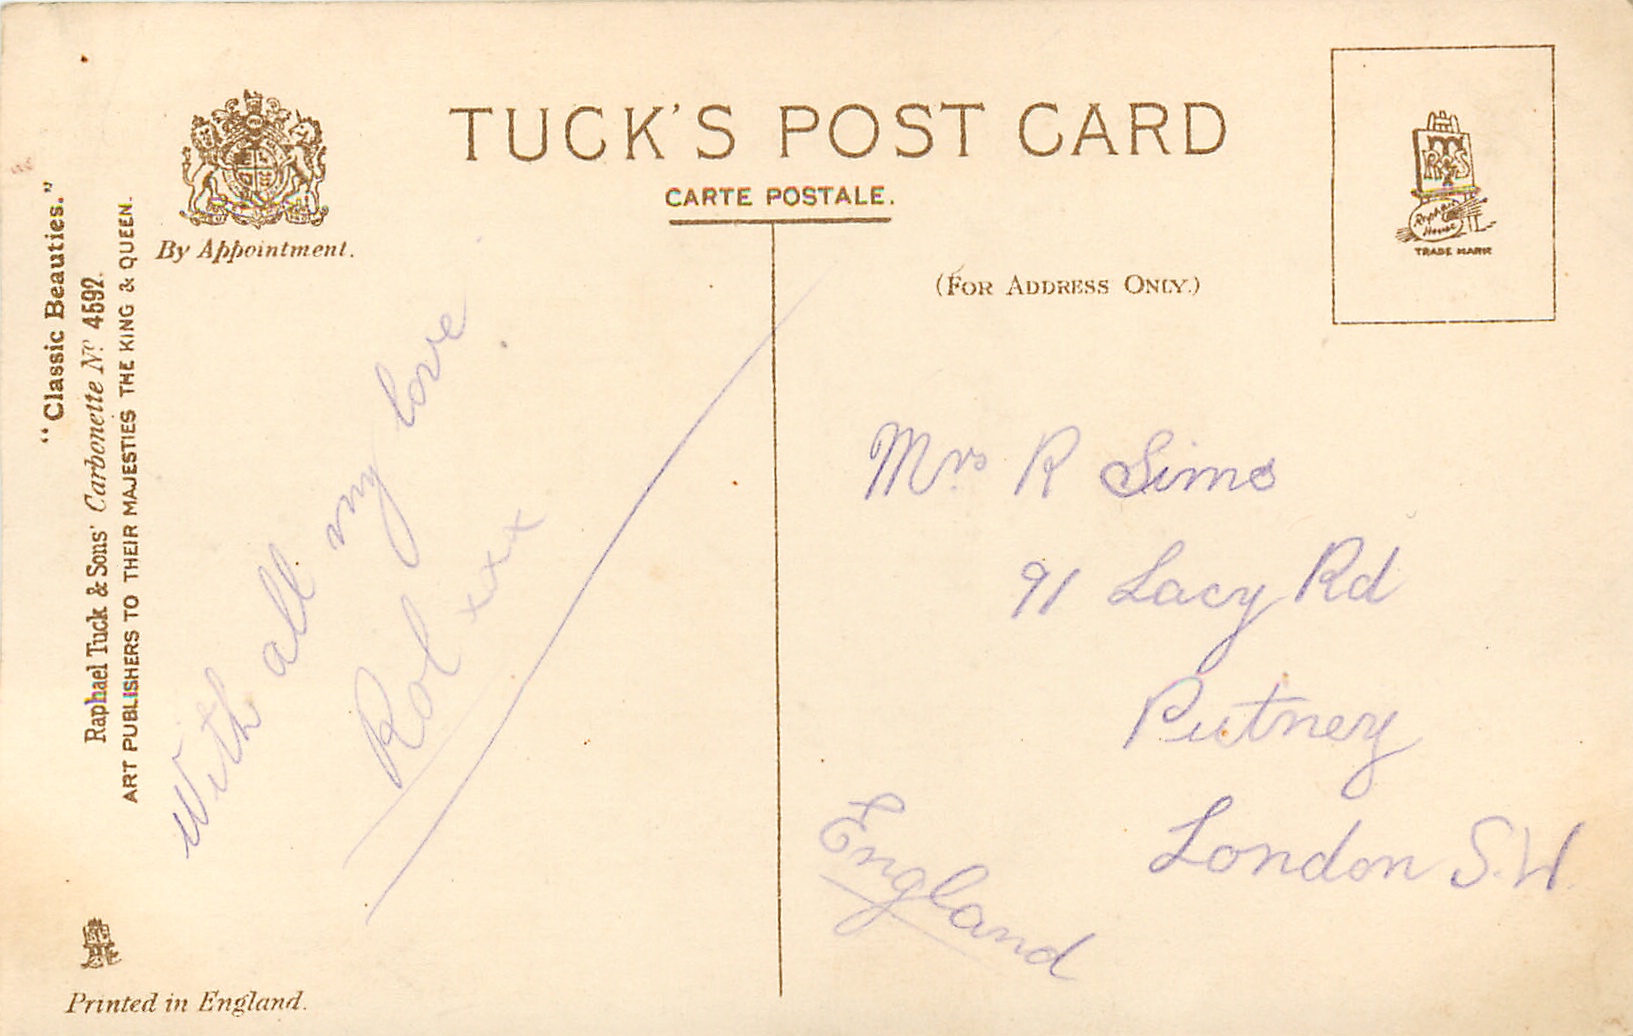 TUCK'S POST CARD
CARTE POSTALE.
By Appointment.
(FOR ADDRESS ONLY.)
T
R & S
Raphael
House
TRADE MARK
"Classic Beauties."
Raphael Tuck & Sons' Carbonette No. 4592.
ART PUBLISHERS TO THEIR MAJESTIES THE KING & QUEEN.
With all my love
Rol xxx
Mrs R Sims
91 Lacy Rd
Putney
London S.W.
England
Printed in England.